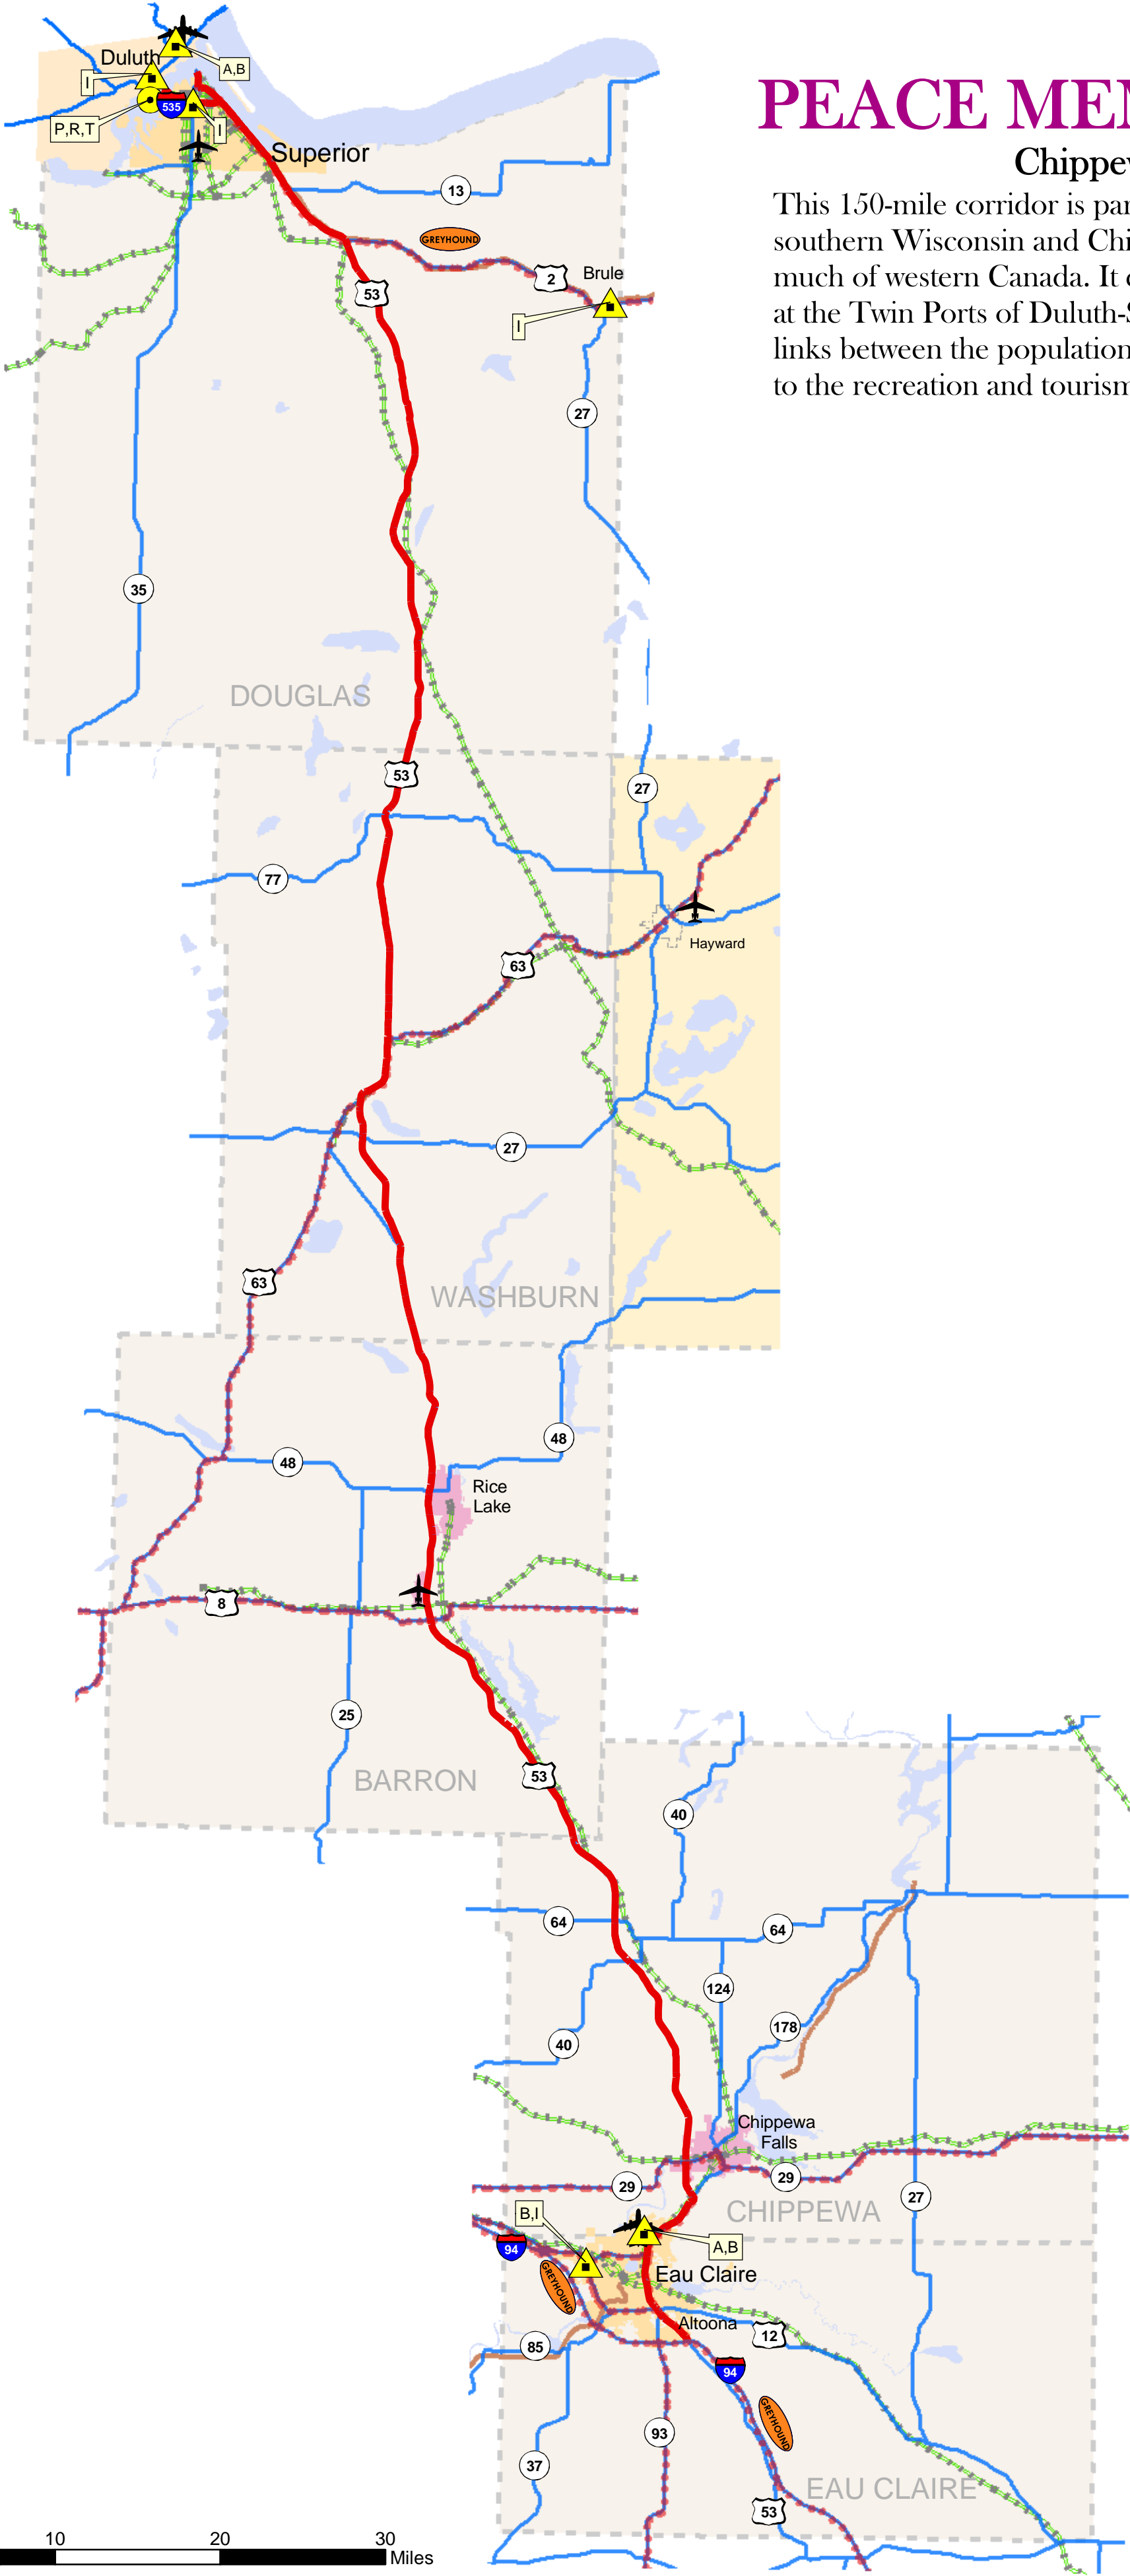 PEACE MEM
Chippew
This 150-mile corridor is par
southern Wisconsin and Chi
much of western Canada. It
at the Twin Ports of Duluth-S
links between the population
to the recreation and tourism
Duluth
A,B
I
P,R,T
535
I
Superior
13
GREYHOUND
2
Brule
53
I
27
35
DOUGLAS
53
27
77
Hayward
63
27
63
WASHBURN
48
48
Rice
Lake
8
25
BARRON
53
40
64
64
124
178
40
Chippewa
Falls
29
29
27
CHIPPEWA
B,I
A,B
94
Eau Claire
GREYHOUND
Altoona
12
85
94
GREYHOUND
93
37
EAU CLAIRE
53
10
20
30
Miles